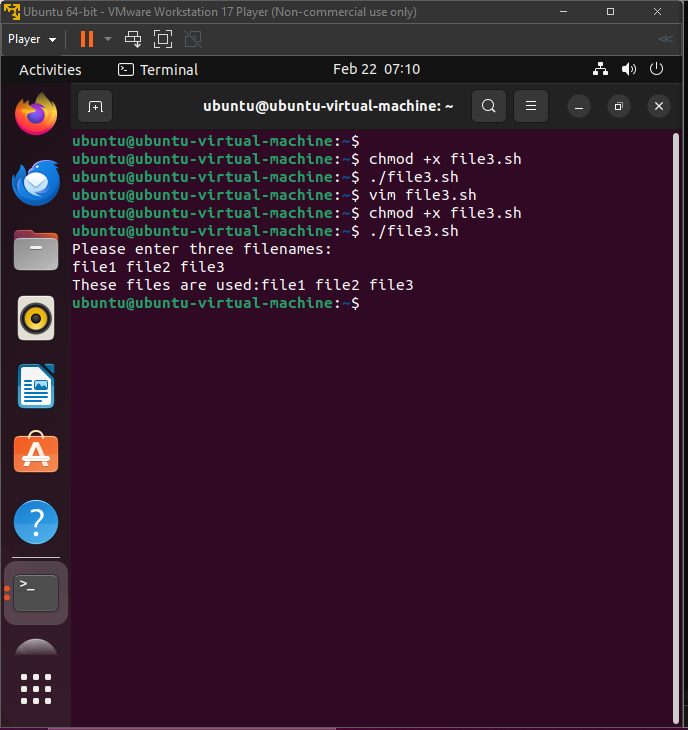 Ubuntu 64-bit - VMware Workstation 17 Player (Non-commercial use only)
Player
Activities
Terminal
Feb 22 07:10
ubuntu@ubuntu-virtual-machine: ~
ubuntu@ubuntu-virtual-machine:~$
ubuntu@ubuntu-virtual-machine:~$ chmod +x file3.sh
ubuntu@ubuntu-virtual-machine:~$ ./file3.sh
ubuntu@ubuntu-virtual-machine:~$ vim file3.sh
ubuntu@ubuntu-virtual-machine:~$ chmod +x file3.sh
ubuntu@ubuntu-virtual-machine:~$ ./file3.sh
Please enter three filenames:
file1 file2 file3
These files are used:file1 file2 file3
ubuntu@ubuntu-virtual-machine:~$